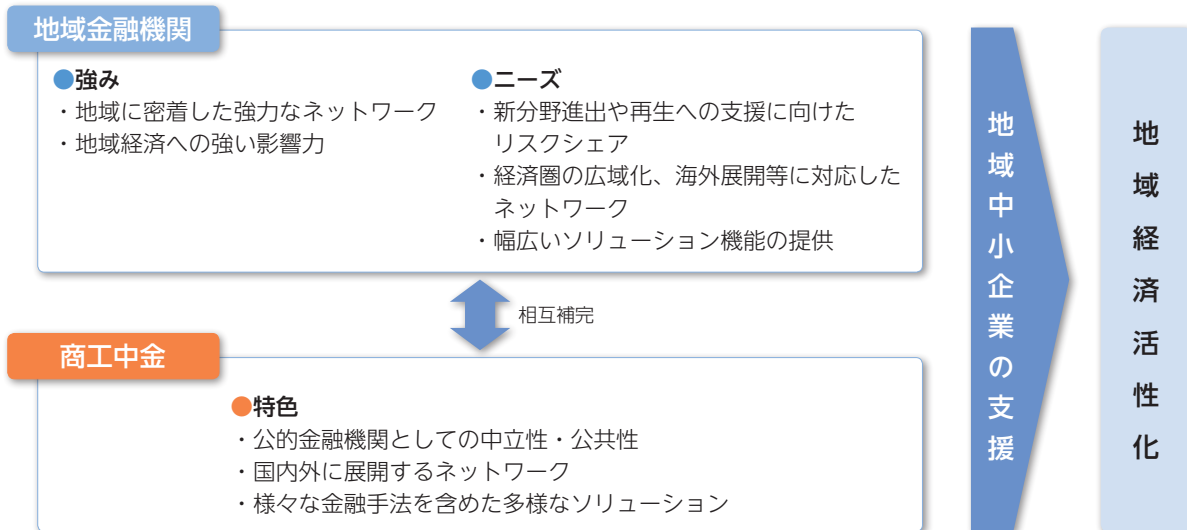 地域金融機関
●強み
・地域に密着した強力なネットワーク
・地域経済への強い影響力
●ニーズ
・新分野進出や再生への支援に向けた
リスクシェア
・経済圏の広域化、海外展開等に対応した
ネットワーク
・幅広いソリューション機能の提供
相互補完
商工中金
●特色
・公的金融機関としての中立性・公共性
・国内外に展開するネットワーク
・様々な金融手法を含めた多様なソリューション
地域中小企業の支援
地域経済活性化